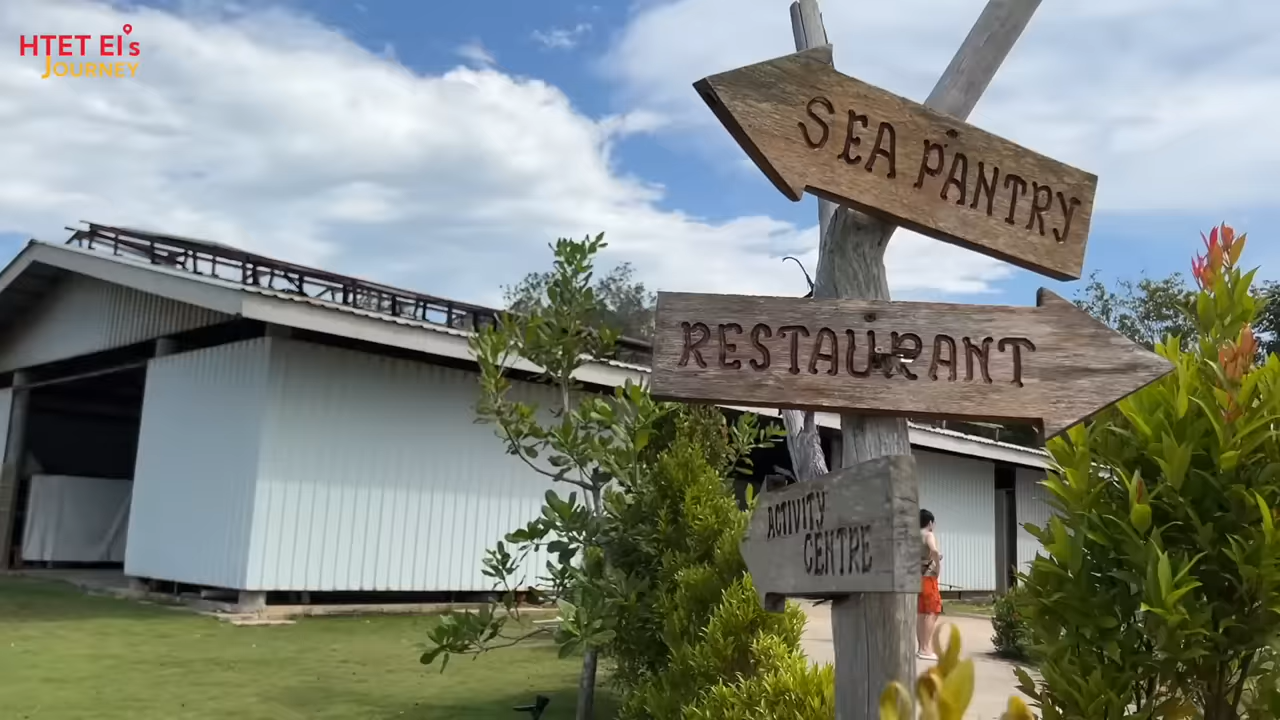 HTET EI's
JOURNEY
SEA PANTRY
RESTAURANT
ACTIVITY
CENTRE